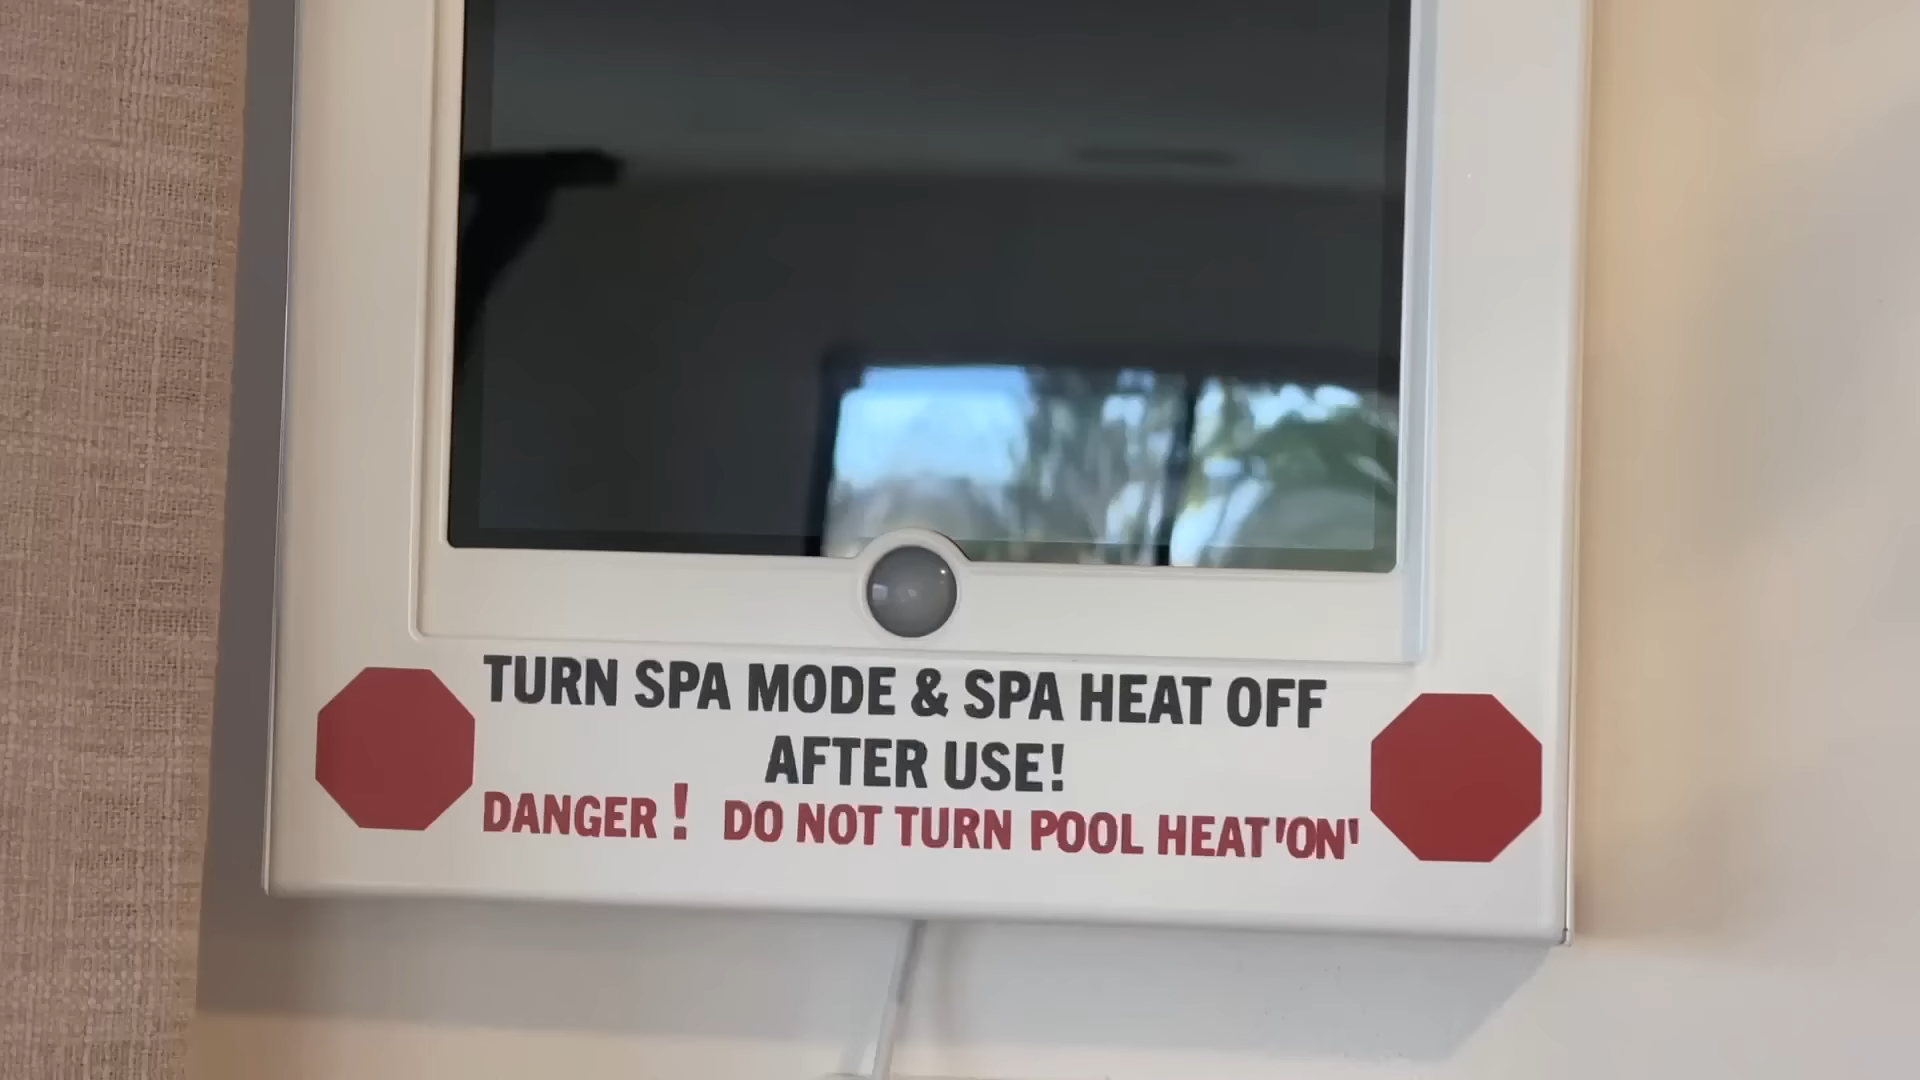 TURN SPA MODE & SPA HEAT OFF
AFTER USE!
DANGER! DO NOT TURN POOL HEAT 'ON'